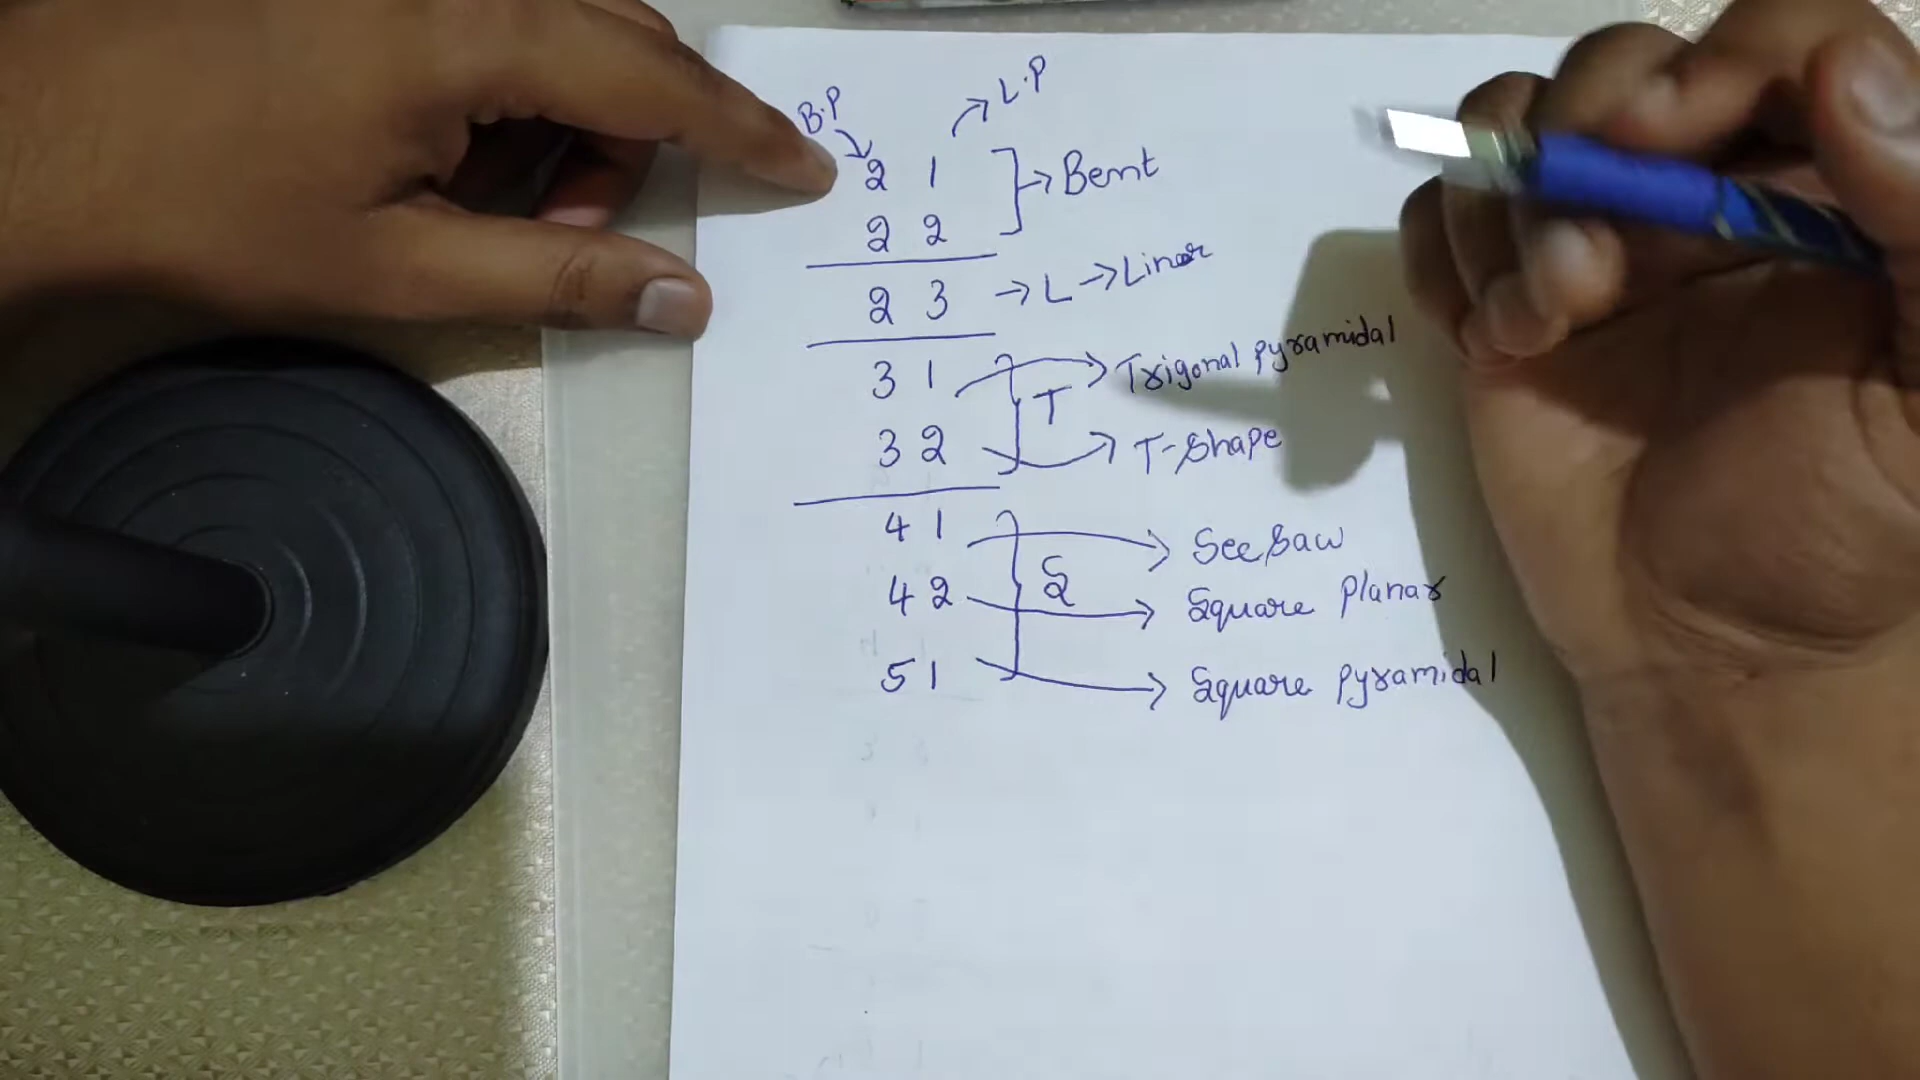 B.P → L.P
2 1 → Bemt
2 2
2 3 → L → Linear
3 1 → Trigonal pyramidal
T
3 2 → T-Shape
4 1 → See Saw
4 2 S → Square planar
5 1 → Square pyramidal